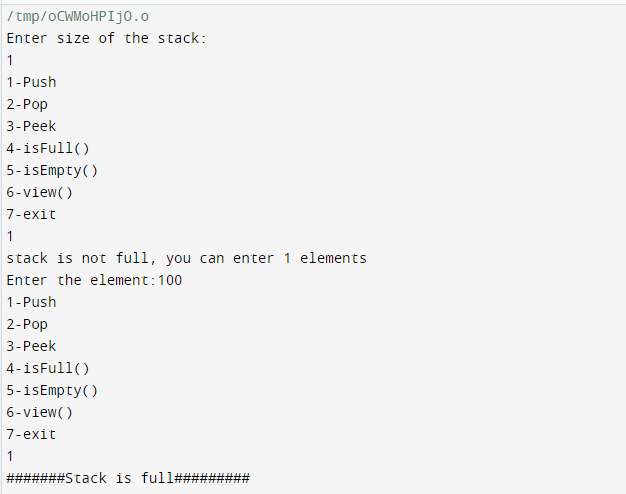 /tmp/oCWMoHPIjO.o
Enter size of the stack:
1
1-Push
2-Pop
3-Peek
4-isFull()
5-isEmpty()
6-view()
7-exit
1
stack is not full, you can enter 1 elements
Enter the element:100
1-Push
2-Pop
3-Peek
4-isFull()
5-isEmpty()
6-view()
7-exit
1
#######Stack is full#########